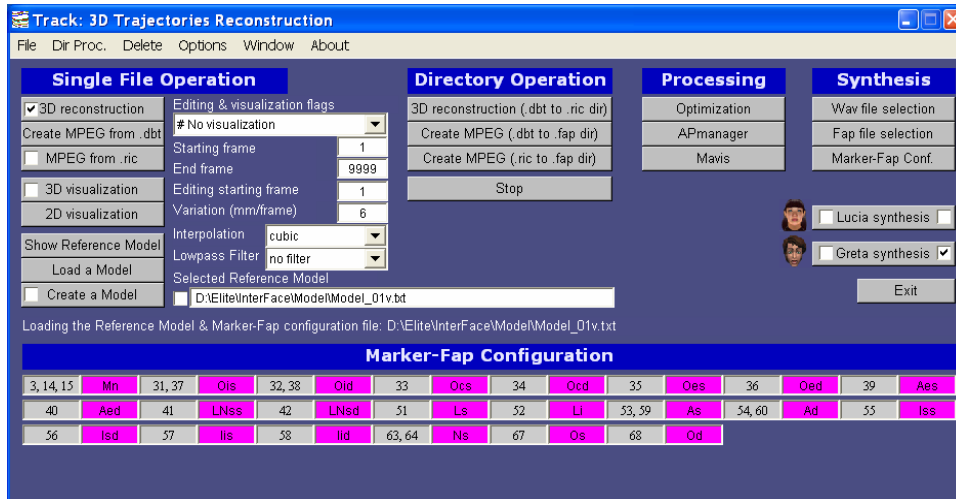 Track: 3D Trajectories Reconstruction
File Dir Proc. Delete Options Window About
Single File Operation
3D reconstruction
Create MPEG from .dbt
MPEG from .ric
3D visualization
2D visualization
Show Reference Model
Load a Model
Create a Model
Editing & visualization flags
# No visualization
Starting frame 1
End frame 9999
Editing starting frame 1
Variation (mm/frame) 6
Interpolation cubic
Lowpass Filter no filter
Selected Reference Model
D:\Elite\InterFace\Model\Model_01v.txt
Directory Operation
3D reconstruction (.dbt to .ric dir)
Create MPEG (.dbt to .fap dir)
Create MPEG (.ric to .fap dir)
Stop
Processing
Optimization
APmanager
Mavis
Synthesis
Wav file selection
Fap file selection
Marker-Fap Conf.
Lucia synthesis
Greta synthesis
Exit
Loading the Reference Model & Marker-Fap configuration file: D:\Elite\InterFace\Model\Model_01v.txt
Marker-Fap Configuration
3, 14, 15 Mn 31, 37 Ois 32, 38 Oid 33 Ocs 34 Ocd 35 Oes 36 Oed 39 Aes
40 Aed 41 LNss 42 LNsd 51 Ls 52 Li 53, 59 As 54, 60 Ad 55 Iss
56 Isd 57 Iis 58 Iid 63, 64 Ns 67 Os 68 Od